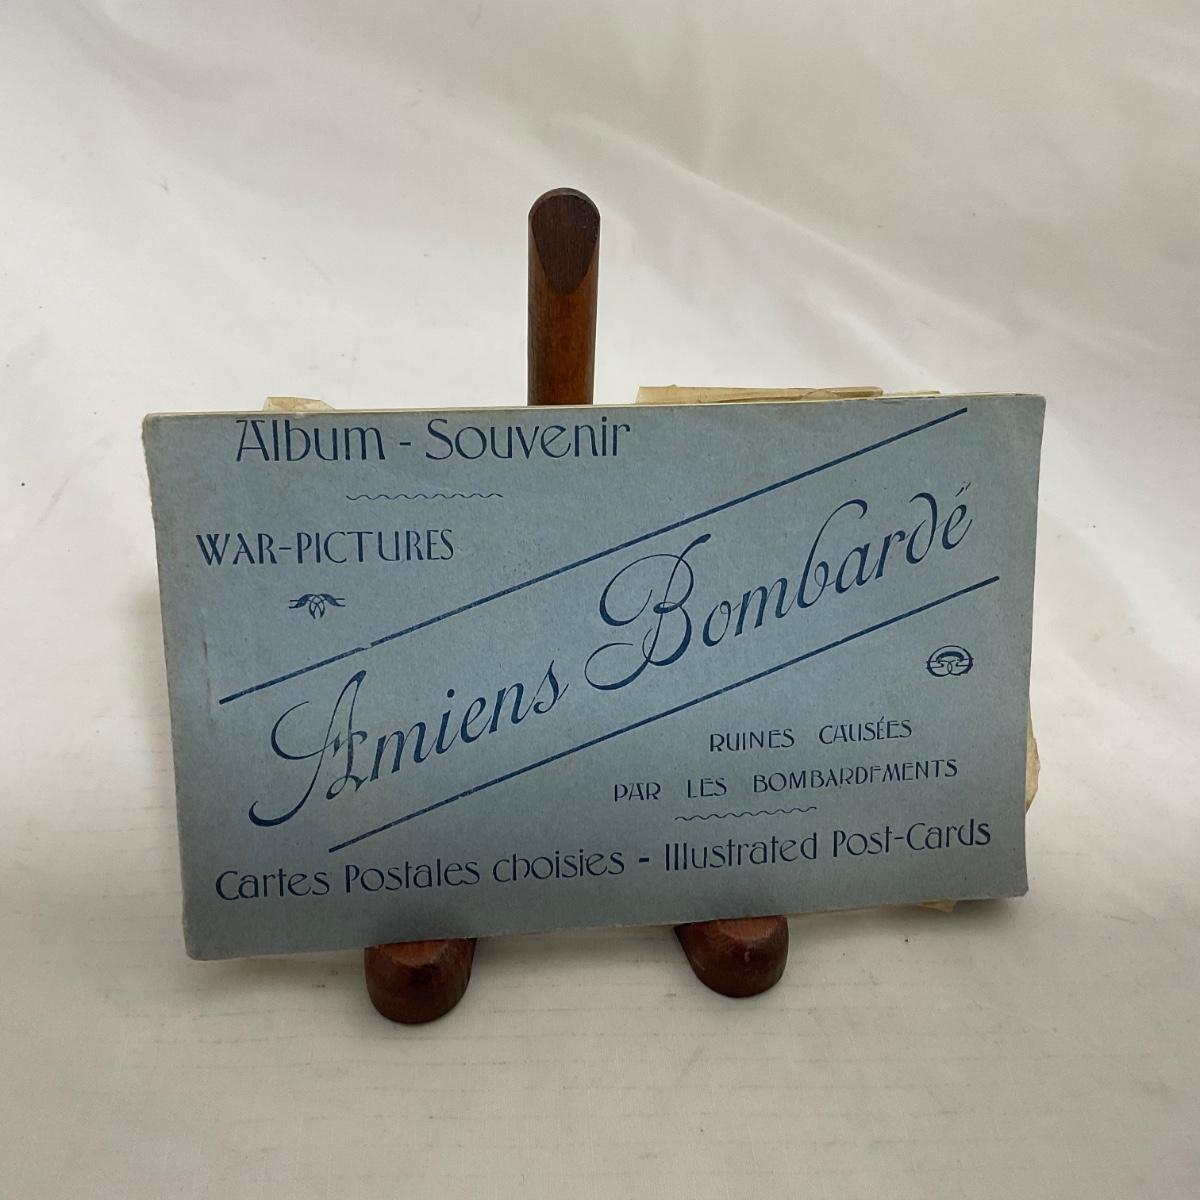 Album - Souvenir
WAR-PICTURES
Amiens Bombardé
RUINES CAUSÉES
PAR LES BOMBARDEMENTS
Cartes Postales choisies - Illustrated Post-Cards